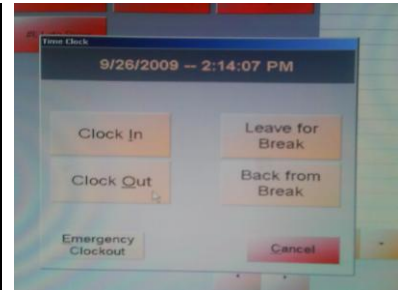 Time Clock
9/26/2009 -- 2:14:07 PM
Clock In
Leave for
Break
Clock Out
Back from
Break
Emergency
Clockout
Cancel